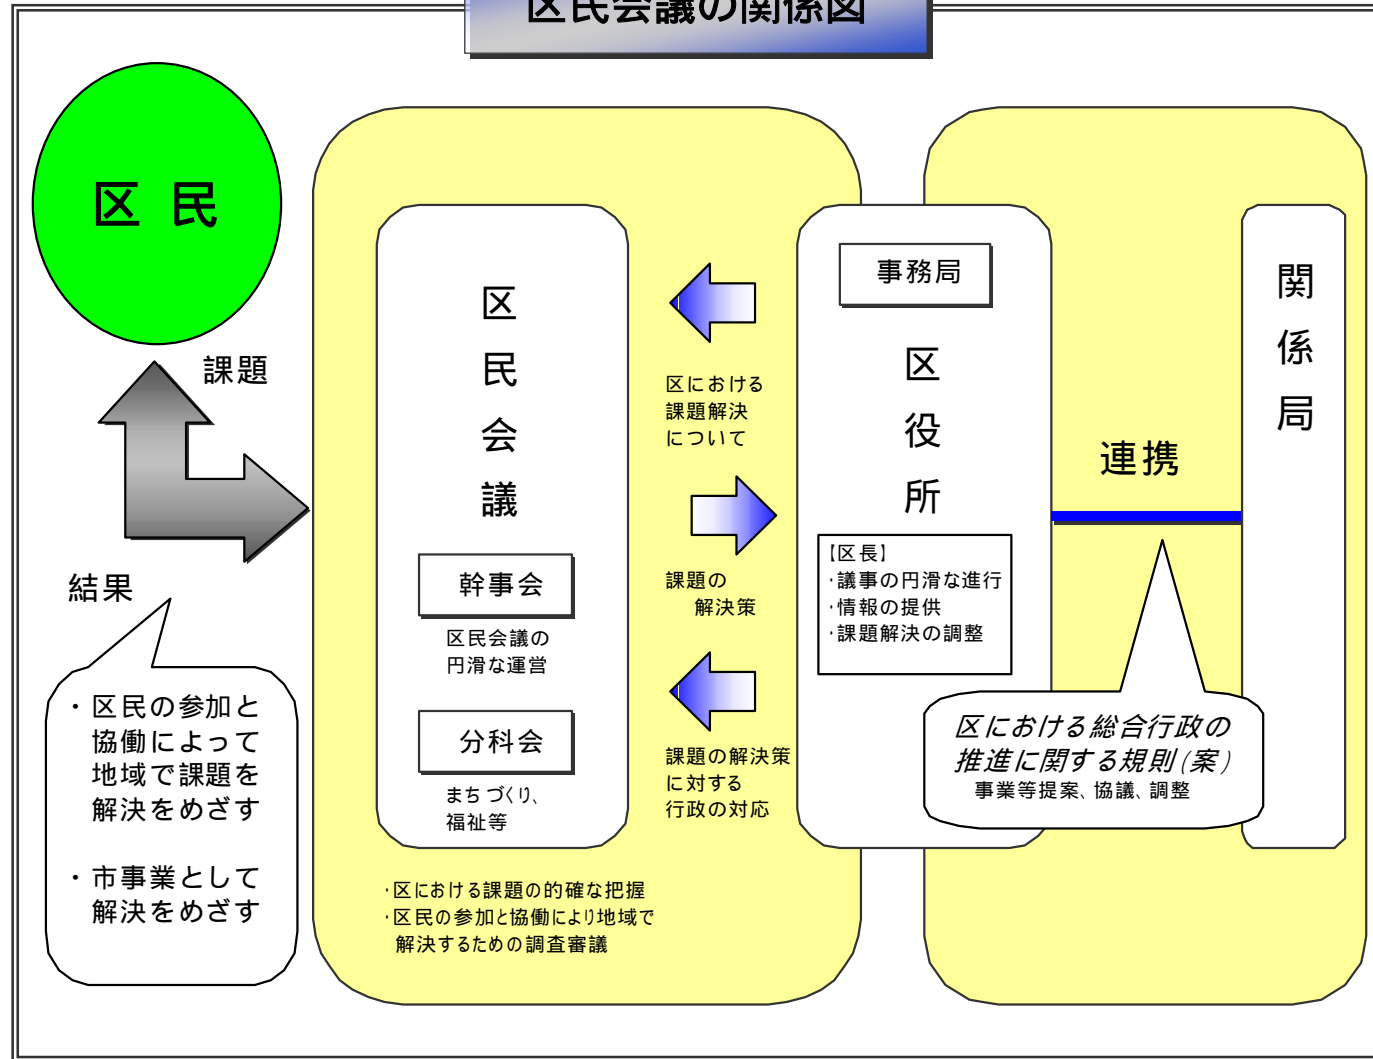 区民会議の関係図
区 民
課題
結果
・区民の参加と
協働によって
地域で課題を
解決をめざす
・市事業として
解決をめざす
区民会議
幹事会
区民会議の
円滑な運営
分科会
まちづくり、
福祉等
・区における課題の的確な把握
・区民の参加と協働により地域で
解決するための調査審議
区における
課題解決
について
課題の
解決策
課題の解決策
に対する
行政の対応
事務局
区役所
【区長】
・議事の円滑な進行
・情報の提供
・課題解決の調整
連携
区における総合行政の
推進に関する規則(案)
事業等提案、協議、調整
関係局